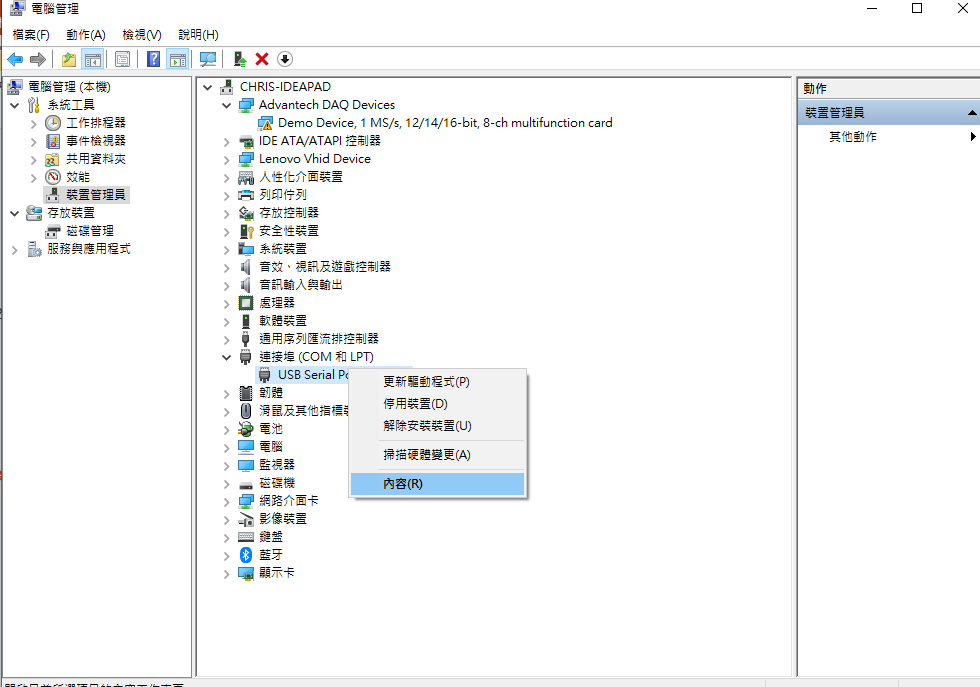 電腦管理
檔案(F) 動作(A) 檢視(V) 說明(H)
電腦管理 (本機)
系統工具
工作排程器
事件檢視器
共用資料夾
效能
裝置管理員
存放裝置
磁碟管理
服務與應用程式
CHRIS-IDEAPAD
Advantech DAQ Devices
Demo Device, 1 MS/s, 12/14/16-bit, 8-ch multifunction card
IDE ATA/ATAPI 控制器
Lenovo Vhid Device
人性化介面裝置
列印佇列
存放控制器
安全性裝置
系統裝置
音效、視訊及遊戲控制器
音訊輸入與輸出
處理器
軟體裝置
通用序列匯流排控制器
連接埠 (COM 和 LPT)
USB Serial Po
韌體
滑鼠及其他指標
電池
電腦
監視器
磁碟機
網路介面卡
影像裝置
鍵盤
藍牙
顯示卡
更新驅動程式(P)
停用裝置(D)
解除安裝裝置(U)
掃描硬體變更(A)
內容(R)
動作
裝置管理員
其他動作